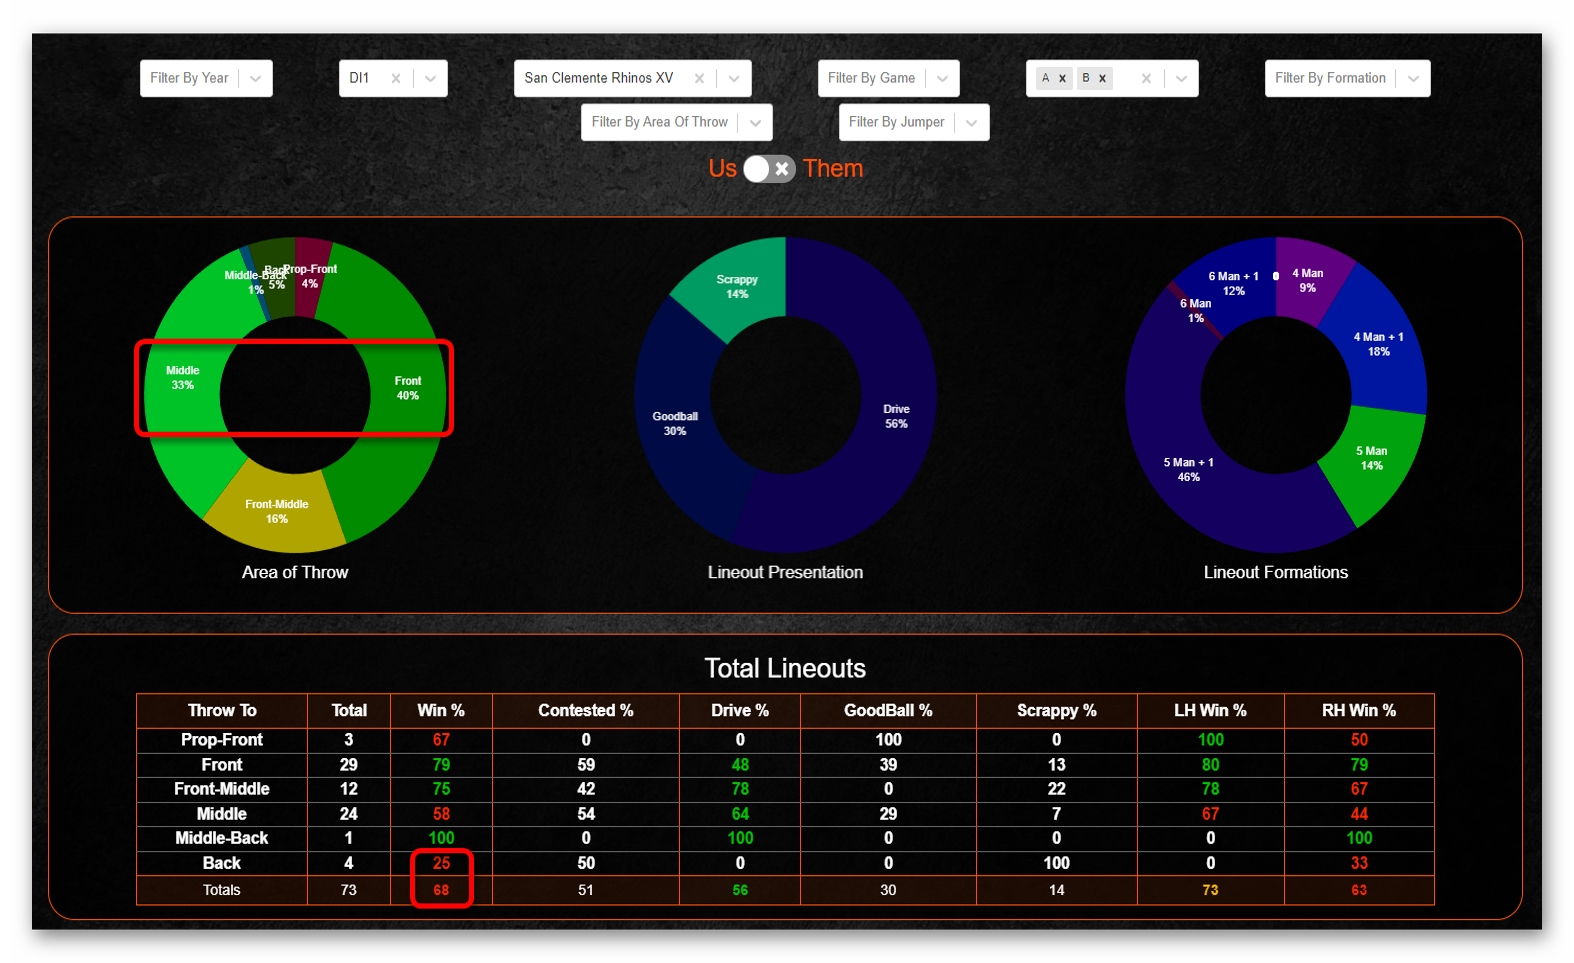 Filter By Year
DI1
San Clemente Rhinos XV
Filter By Game
A x B x
Filter By Formation
Filter By Area Of Throw
Filter By Jumper
Us Them
Middle-Back
1%
Back
5%
Prop-Front
4%
Middle
33%
Front
40%
Front-Middle
16%
Area of Throw
Scrappy
14%
Goodball
30%
Drive
56%
Lineout Presentation
6 Man + 1
12%
0
4 Man
9%
6 Man
1%
4 Man + 1
18%
5 Man + 1
46%
5 Man
14%
Lineout Formations
Total Lineouts
Throw To Total Win % Contested % Drive % GoodBall % Scrappy % LH Win % RH Win %
Prop-Front 3 67 0 0 100 0 100 50
Front 29 79 59 48 39 13 80 79
Front-Middle 12 75 42 78 0 22 78 67
Middle 24 58 54 64 29 7 67 44
Middle-Back 1 100 0 100 0 0 0 100
Back 4 25 50 0 0 100 0 33
Totals 73 68 51 56 30 14 73 63